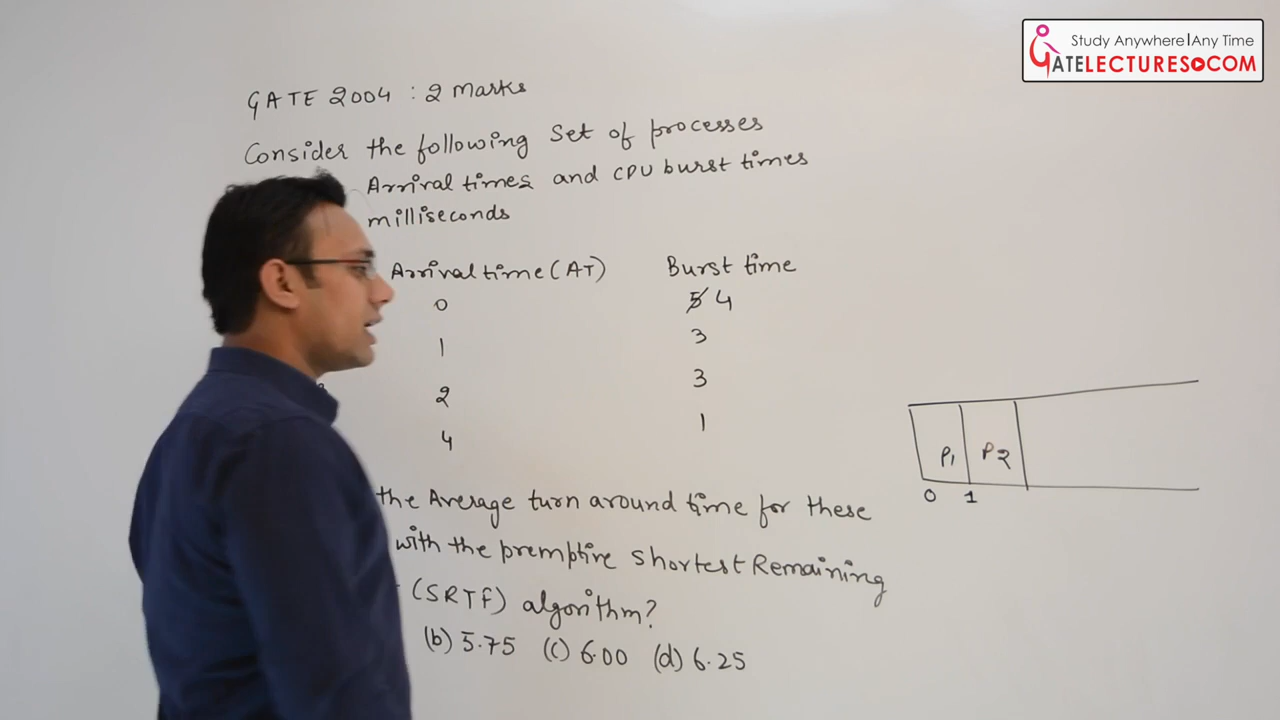 Study Anywhere|Any Time
GATELECTURES.COM
GATE 2004 : 2 Marks
Consider the following Set of processes
Arrival times and CPU burst times
milliseconds
Arrival time (AT) Burst time
0 5 4
1 3
2 3
4 1
P1 P2
0 1
the Average turn around time for these
with the premptive shortest Remaining
(SRTF) algorithm?
(b) 5.75 (c) 6.00 (d) 6.25